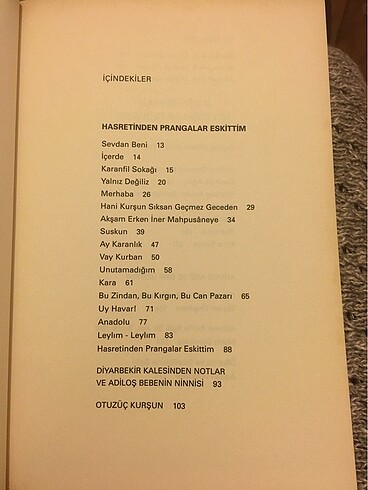 İÇİNDEKİLER
HASRETİNDEN PRANGALAR ESKİTTİM
Sevdan Beni 13
İçerde 14
Karanfil Sokağı 15
Yalnız Değiliz 20
Merhaba 26
Hani Kurşun Sıksan Geçmez Geceden 29
Akşam Erken İner Mahpusâneye 34
Suskun 39
Ay Karanlık 47
Vay Kurban 50
Unutamadığım 58
Kara 61
Bu Zindan, Bu Kırgın, Bu Can Pazarı 65
Uy Havar! 71
Anadolu 77
Leylım - Leylım 83
Hasretinden Prangalar Eskittim 88
DİYARBEKİR KALESİNDEN NOTLAR
VE ADİLOŞ BEBENİN NİNNİSİ 93
OTUZÜÇ KURŞUN 103